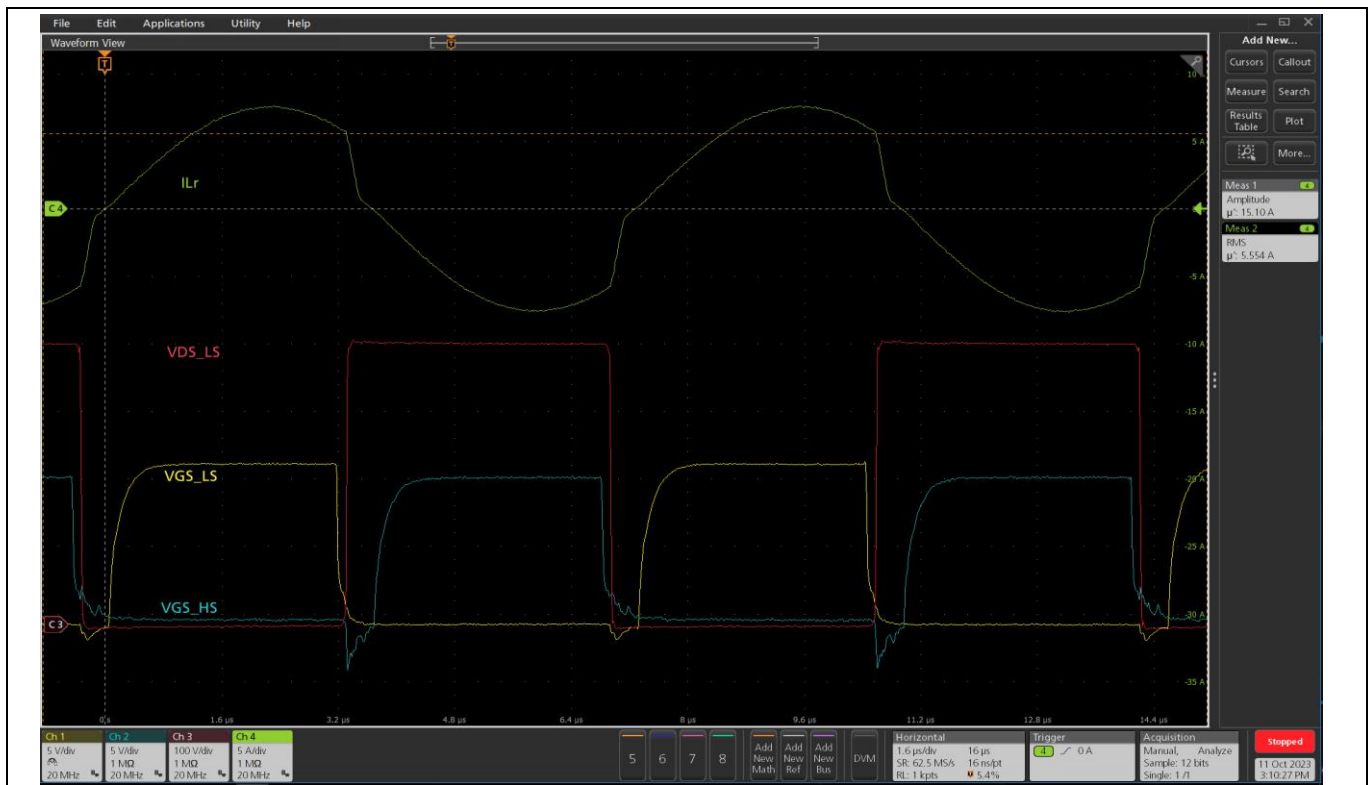 File Edit Applications Utility Help
Waveform View
T
T
Add New...
Cursors Callout
Measure Search
Results Table Plot
More...
Meas 1 4
Amplitude
µ': 15.10 A
Meas 2 4
RMS
µ': 5.554 A
10
5 A
-5 A
-10 A
-15 A
-20 A
-25 A
-30 A
-35 A
C 4
ILr
VDS_LS
VGS_LS
VGS_HS
C 3
0 s 1.6 µs 3.2 µs 4.8 µs 6.4 µs 8 µs 9.6 µs 11.2 µs 12.8 µs 14.4 µs
Ch 1
5 V/div
20 MHz
Ch 2
5 V/div
1 MΩ
20 MHz
Ch 3
100 V/div
1 MΩ
20 MHz
Ch 4
5 A/div
1 MΩ
20 MHz
5 6 7 8
Add New Math
Add New Ref
Add New Bus
DVM
Horizontal
1.6 µs/div 16 µs
SR: 62.5 MS/s 16 ns/pt
RL: 1 kpts 5.4%
Trigger
4 0 A
Acquisition
Manual, Analyze
Sample: 12 bits
Single: 1 /1
Stopped
11 Oct 2023
3:10:27 PM